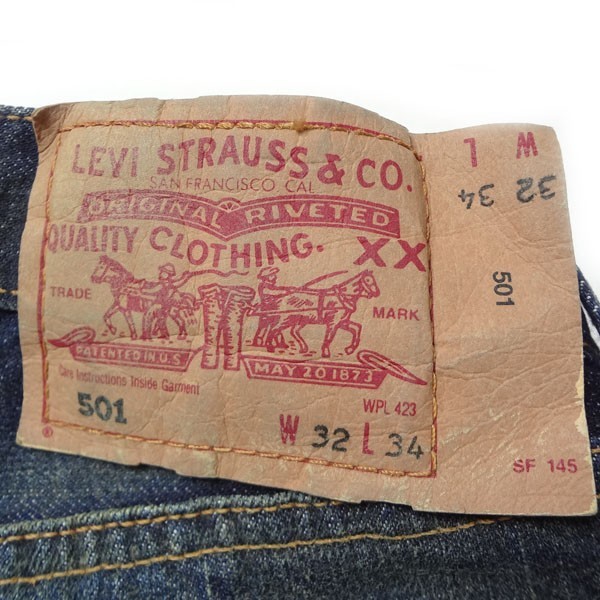 LEVI STRAUSS & CO.
SAN FRANCISCO CAL
ORIGINAL RIVETED
QUALITY CLOTHING. XX
TRADE MARK
PATENTED IN U.S.
MAY 20 1873
Care Instructions Inside Garment
WPL 423
501
W 32 L 34
®
W L
32 34
501
SF 145